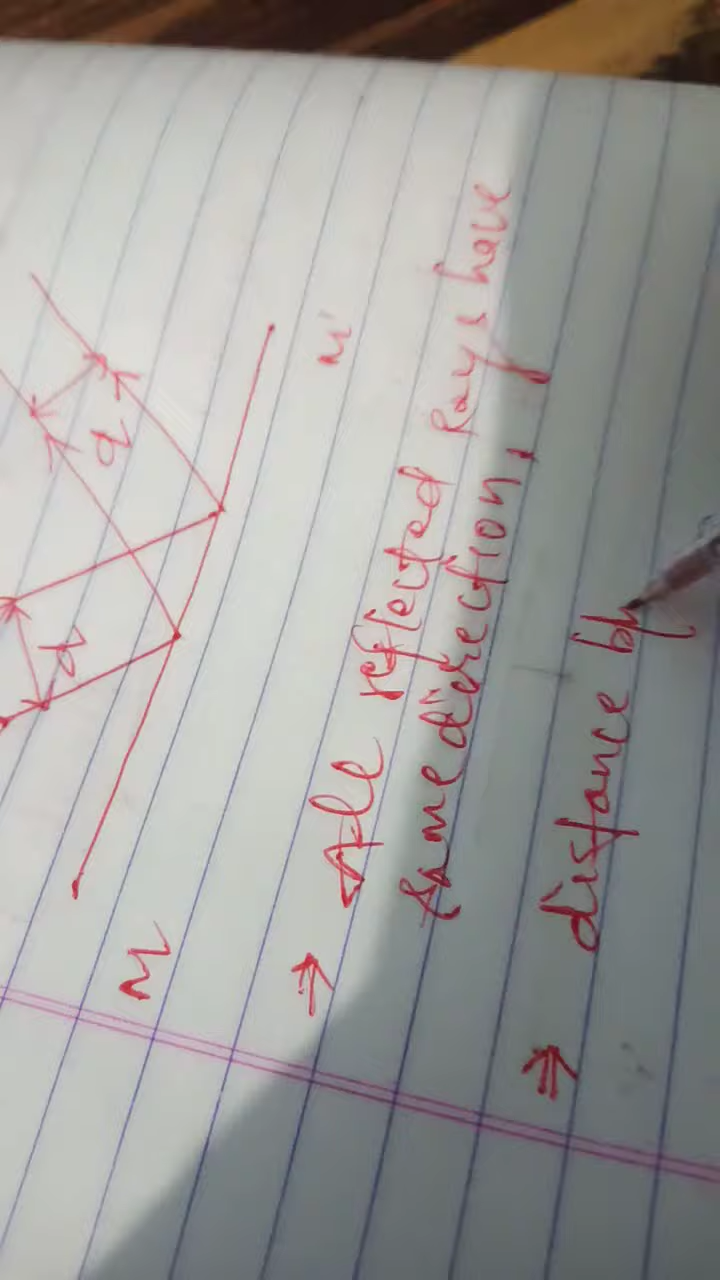 d
d
M M'
→ All reflected Rays have
same direction,
⇒ distance b/w